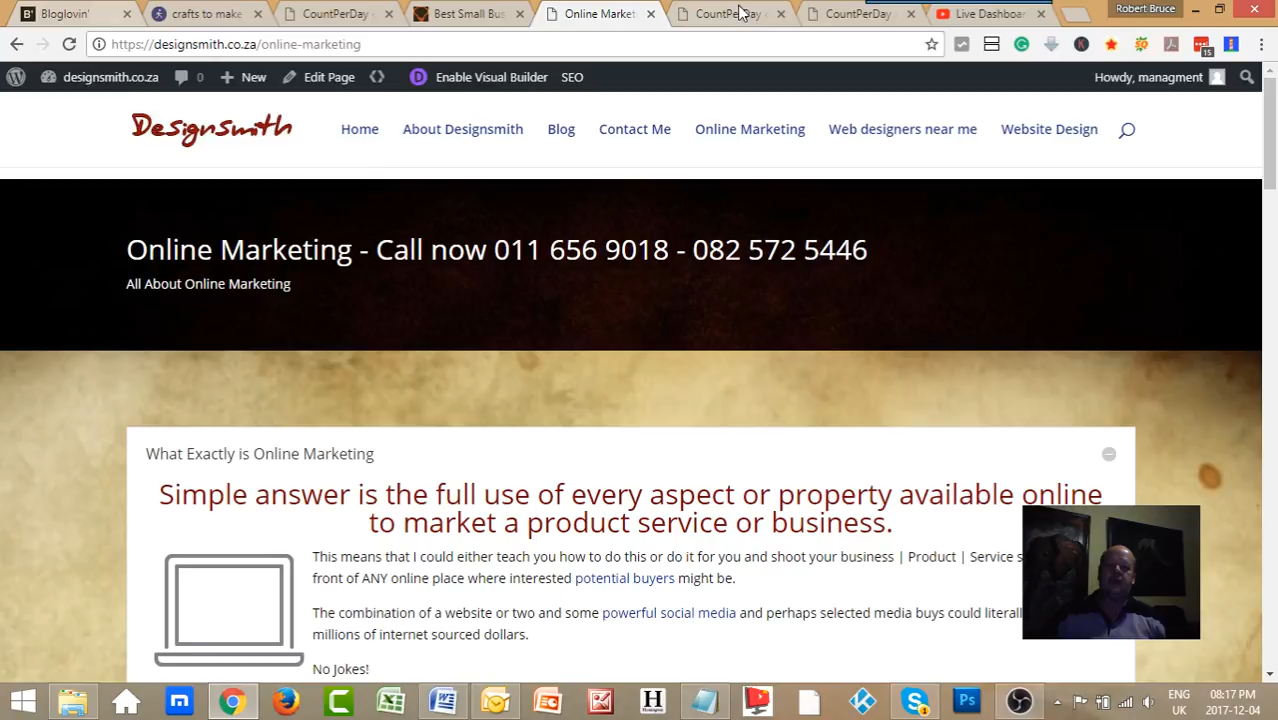 Bloglovin'
crafts to make
CountPerDay
Best Small Bus
Online Market
CountPerDay
CountPerDay
Live Dashboar
Robert Bruce
https://designsmith.co.za/online-marketing
15
designsmith.co.za
0
New
Edit Page
Enable Visual Builder
SEO
Howdy, managment
Designsmith
Home
About Designsmith
Blog
Contact Me
Online Marketing
Web designers near me
Website Design
Online Marketing - Call now 011 656 9018 - 082 572 5446
All About Online Marketing
What Exactly is Online Marketing
Simple answer is the full use of every aspect or property available online
to market a product service or business.
This means that I could either teach you how to do this or do it for you and shoot your business | Product | Service
front of ANY online place where interested potential buyers might be.
The combination of a website or two and some powerful social media and perhaps selected media buys could literall
millions of internet sourced dollars.
No Jokes!
ENG
UK
08:17 PM
2017-12-04